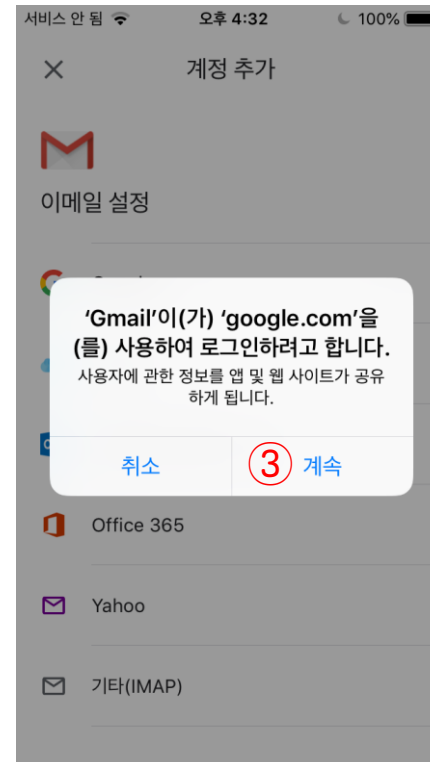 서비스 안 됨 오후 4:32 100%
계정 추가
이메일 설정
‘Gmail’이(가) ‘google.com’을
(를) 사용하여 로그인하려고 합니다.
사용자에 관한 정보를 앱 및 웹 사이트가 공유
하게 됩니다.
취소 ③ 계속
Office 365
Yahoo
기타(IMAP)